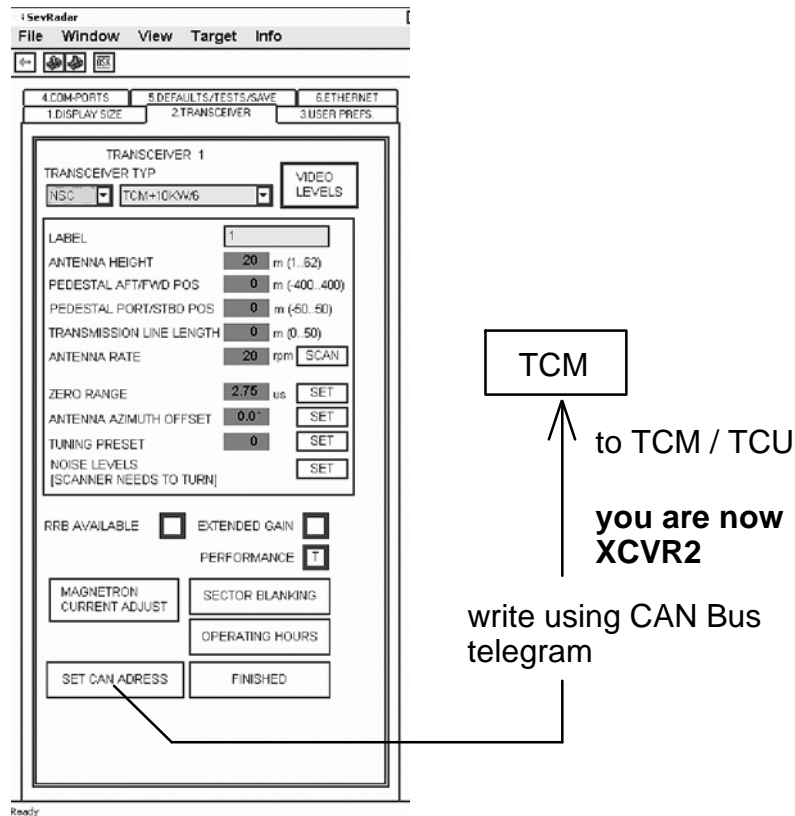 SevRadar
File Window View Target Info
4.COM-PORTS 5.DEFAULTS/TESTS/SAVE 6.ETHERNET
1.DISPLAY SIZE 2.TRANSCEIVER 3.USER PREFS.
TRANSCEIVER 1
TRANSCEIVER TYP
NSC TCM+10KW/6
VIDEO
LEVELS
LABEL 1
ANTENNA HEIGHT 20 m (1..62)
PEDESTAL AFT/FWD POS 0 m (-400..400)
PEDESTAL PORT/STBD POS 0 m (-50..50)
TRANSMISSION LINE LENGTH 0 m (0..50)
ANTENNA RATE 20 rpm SCAN
ZERO RANGE 2.75 us SET
ANTENNA AZIMUTH OFFSET 0.0° SET
TUNING PRESET 0 SET
NOISE LEVELS
[SCANNER NEEDS TO TURN] SET
RRB AVAILABLE EXTENDED GAIN
PERFORMANCE T
MAGNETRON
CURRENT ADJUST
SECTOR BLANKING
OPERATING HOURS
SET CAN ADRESS FINISHED
Ready
TCM
to TCM / TCU
you are now
XCVR2
write using CAN Bus
telegram